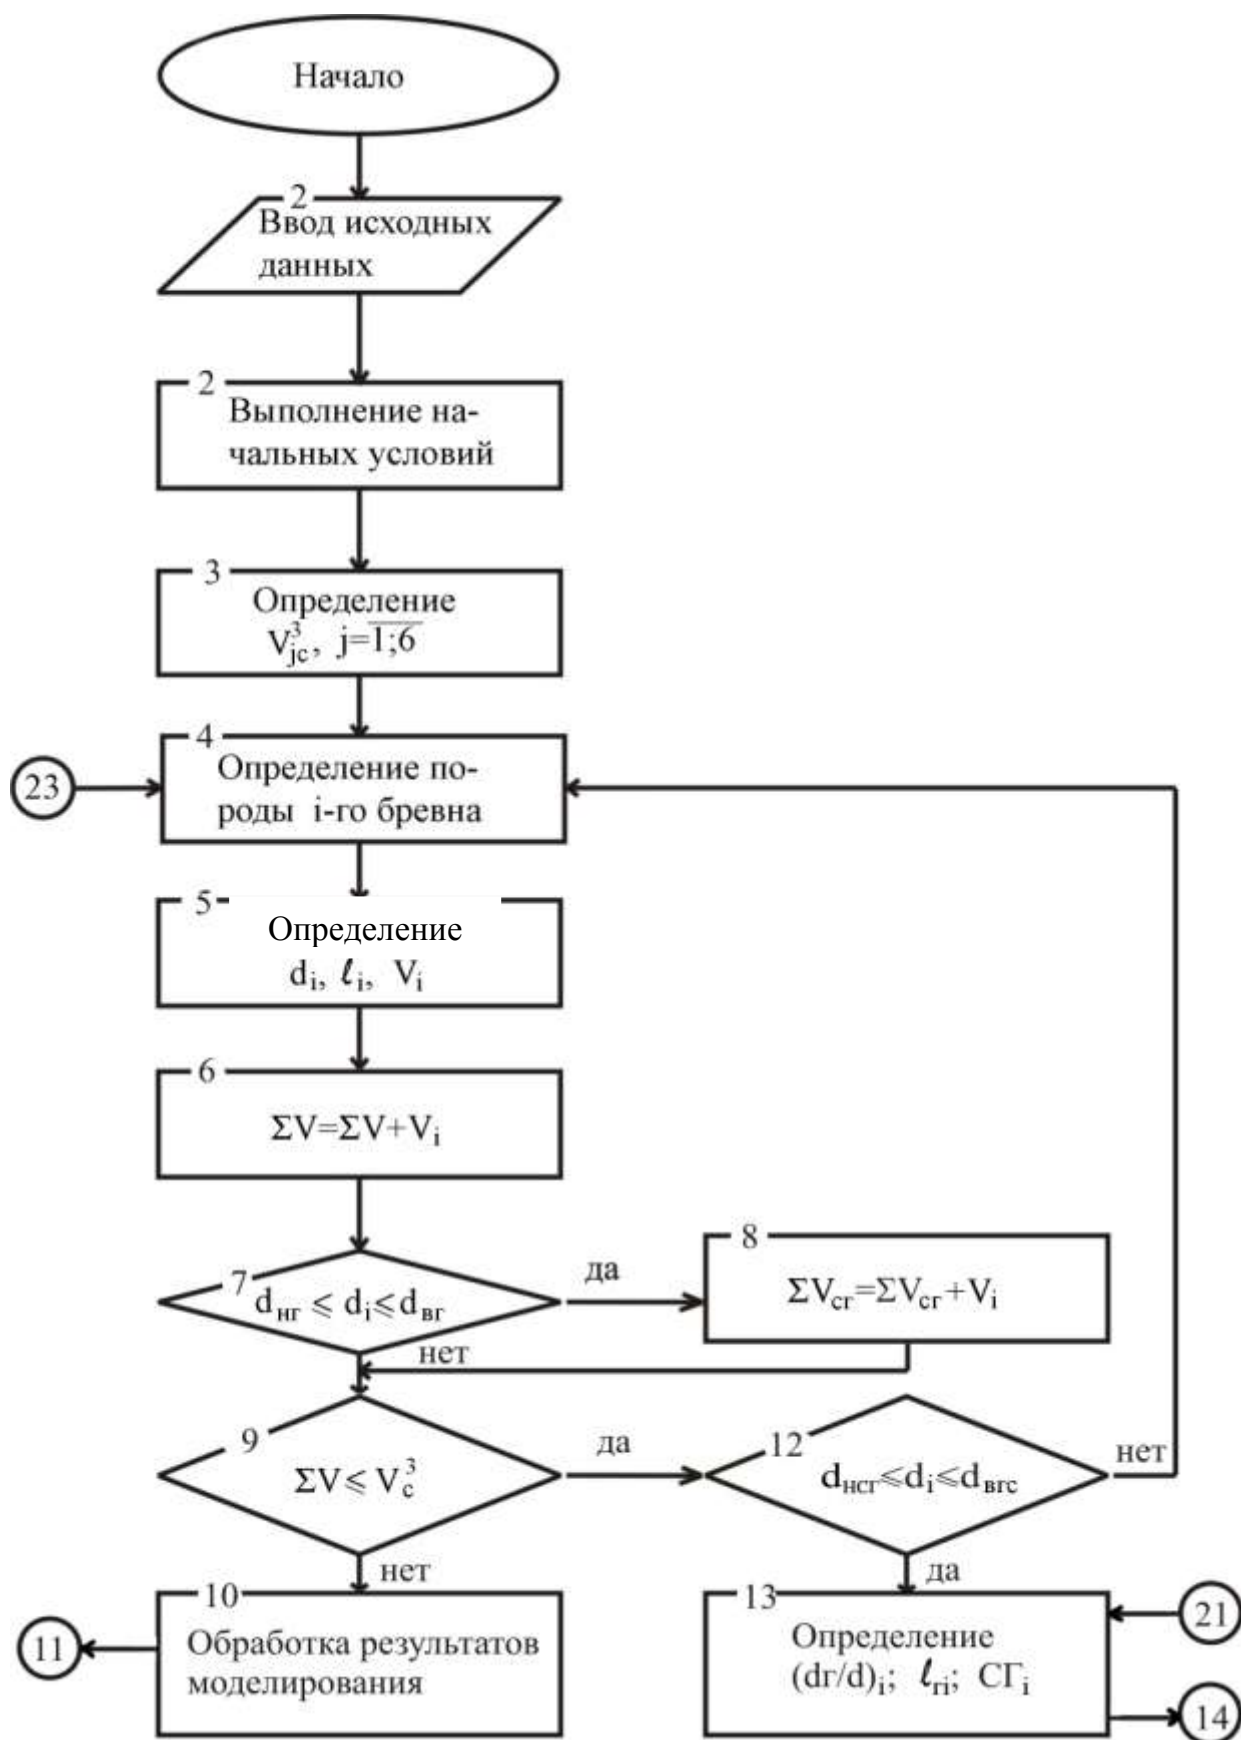 Начало
2
Ввод исходных
данных
2
Выполнение на-
чальных условий
3
Определение
V³jc, j=1;6
4
Определение по-
роды i-го бревна
23
5
Определение
di, ℓi, Vi
6
ΣV=ΣV+Vi
7
dнг ⩽ di⩽dвг
да
нет
8
ΣVсг=ΣVсг+Vi
9
ΣV⩽V³с
да
нет
12
dнсг⩽di⩽dвгс
нет
да
10
Обработка результатов
моделирования
11
13
Определение
(dг/d)i; ℓгi; СГi
21
14